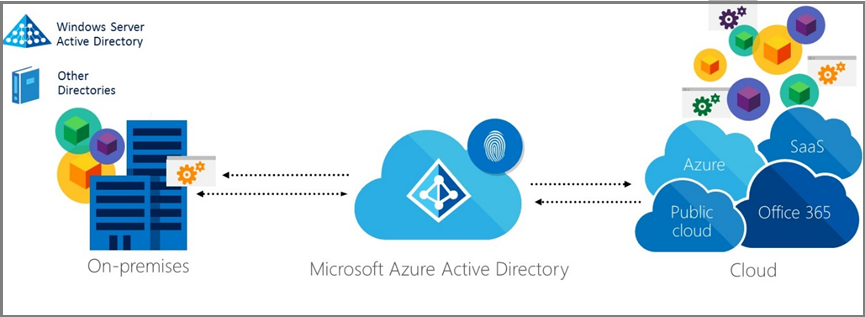 Windows Server
Active Directory
Other
Directories
Azure
SaaS
Public
cloud
Office 365
On-premises
Microsoft Azure Active Directory
Cloud